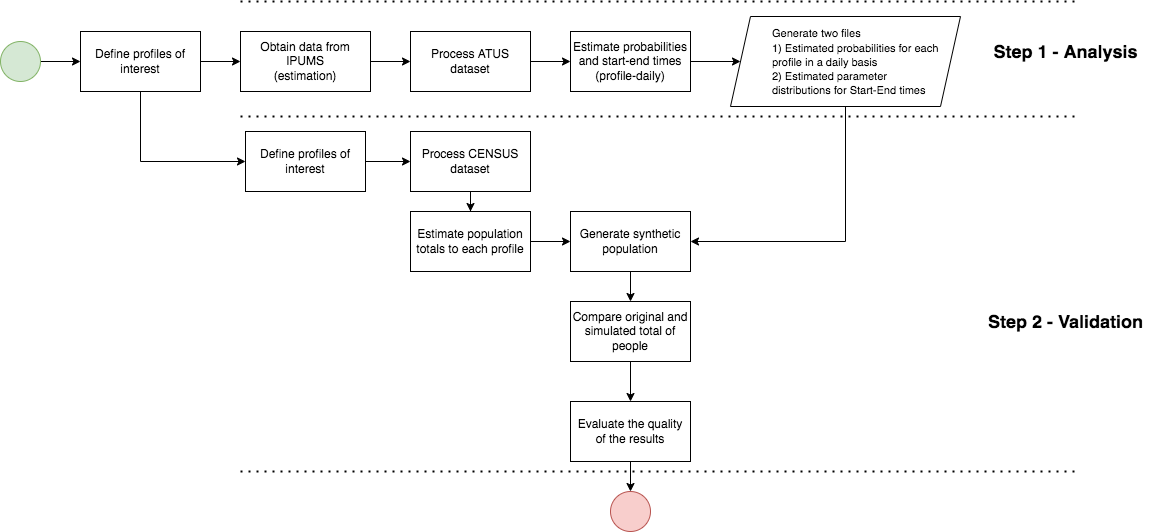 Define profiles of
interest
Obtain data from
IPUMS
(estimation)
Process ATUS
dataset
Estimate probabilities
and start-end times
(profile-daily)
Generate two files
1) Estimated probabilities for each
profile in a daily basis
2) Estimated parameter
distributions for Start-End times
Step 1 - Analysis
Define profiles of
interest
Process CENSUS
dataset
Estimate population
totals to each profile
Generate synthetic
population
Compare original and
simulated total of
people
Step 2 - Validation
Evaluate the quality
of the results